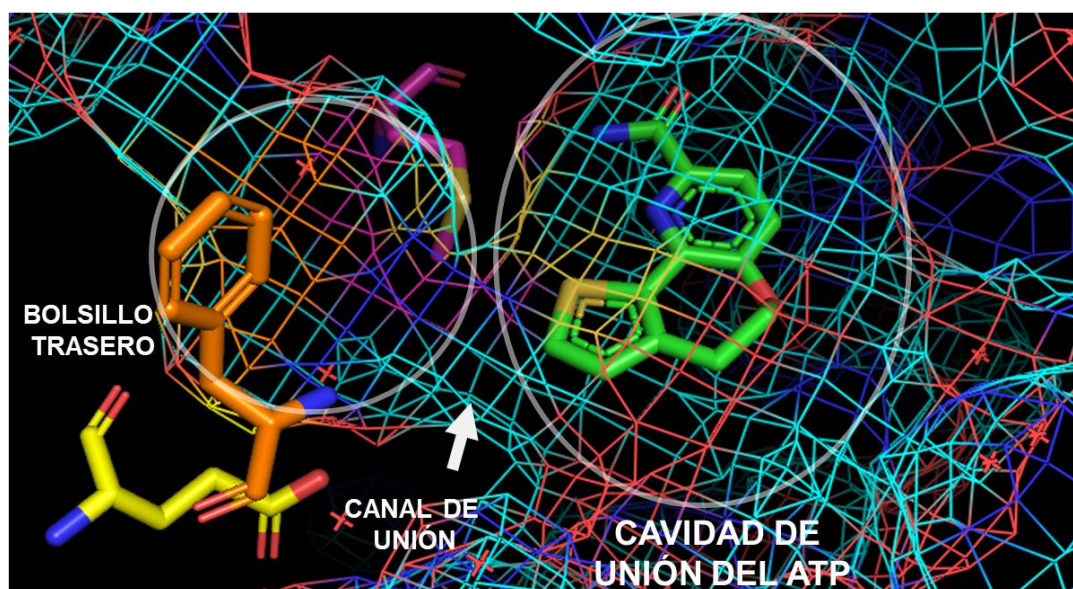 BOLSILLO
TRASERO
CANAL DE
UNIÓN
CAVIDAD DE
UNIÓN DEL ATP